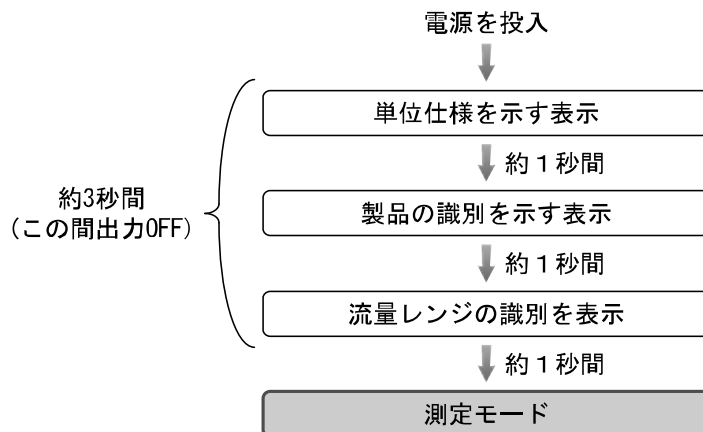 電源を投入
単位仕様を示す表示
約１秒間
製品の識別を示す表示
約3秒間
（この間出力OFF）
約１秒間
流量レンジの識別を表示
約１秒間
測定モード